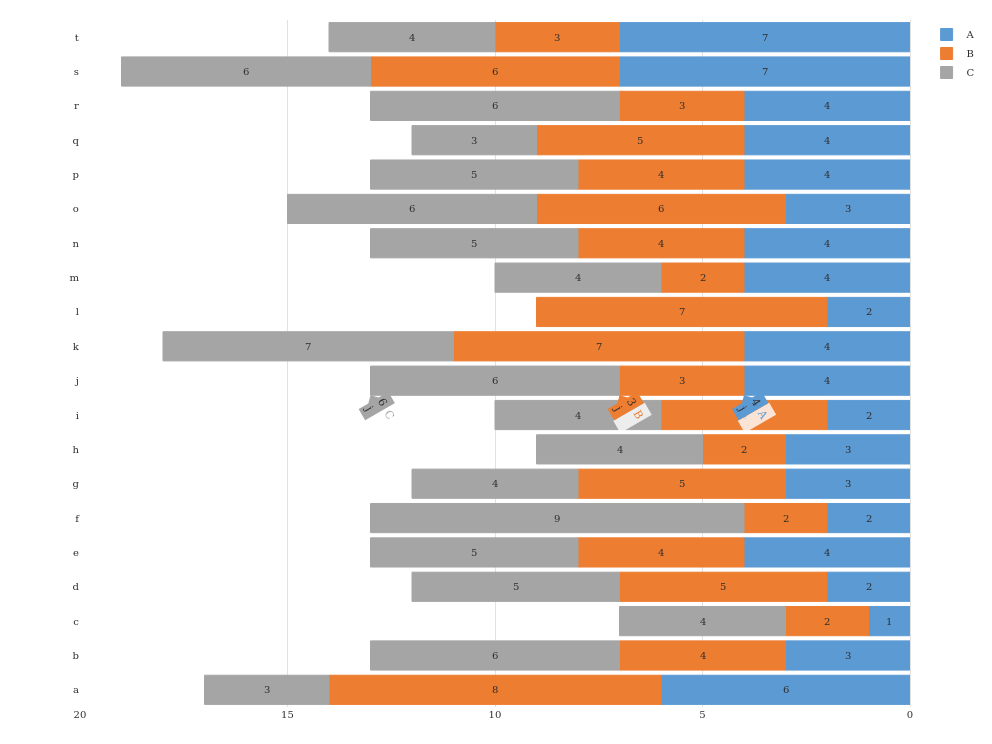 t 4 3 7
s 6 6 7
r 6 3 4
q 3 5 4
p 5 4 4
o 6 6 3
n 5 4 4
m 4 2 4
l 7 2
k 7 7 4
j 6 3 4
j 6 C
j 3 B
j 4 A
i 4 2
h 4 2 3
g 4 5 3
f 9 2 2
e 5 4 4
d 5 5 2
c 4 2 1
b 6 4 3
a 3 8 6
20 15 10 5 0
A
B
C